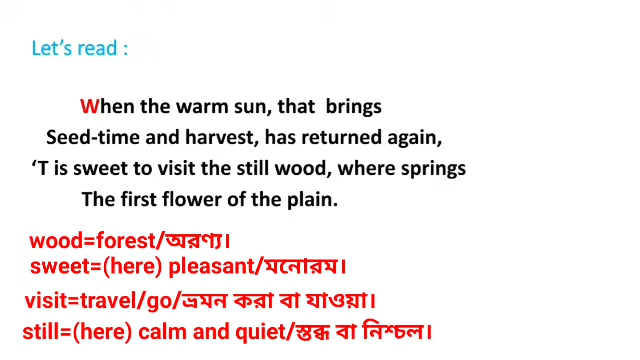 Let's read :
When the warm sun, that brings
Seed-time and harvest, has returned again,
‘T is sweet to visit the still wood, where springs
The first flower of the plain.
wood=forest/অরণ্য।
sweet=(here) pleasant/মনোরম।
visit=travel/go/ভ্রমন করা বা যাওয়া।
still=(here) calm and quiet/স্তব্ধ বা নিশ্চল।